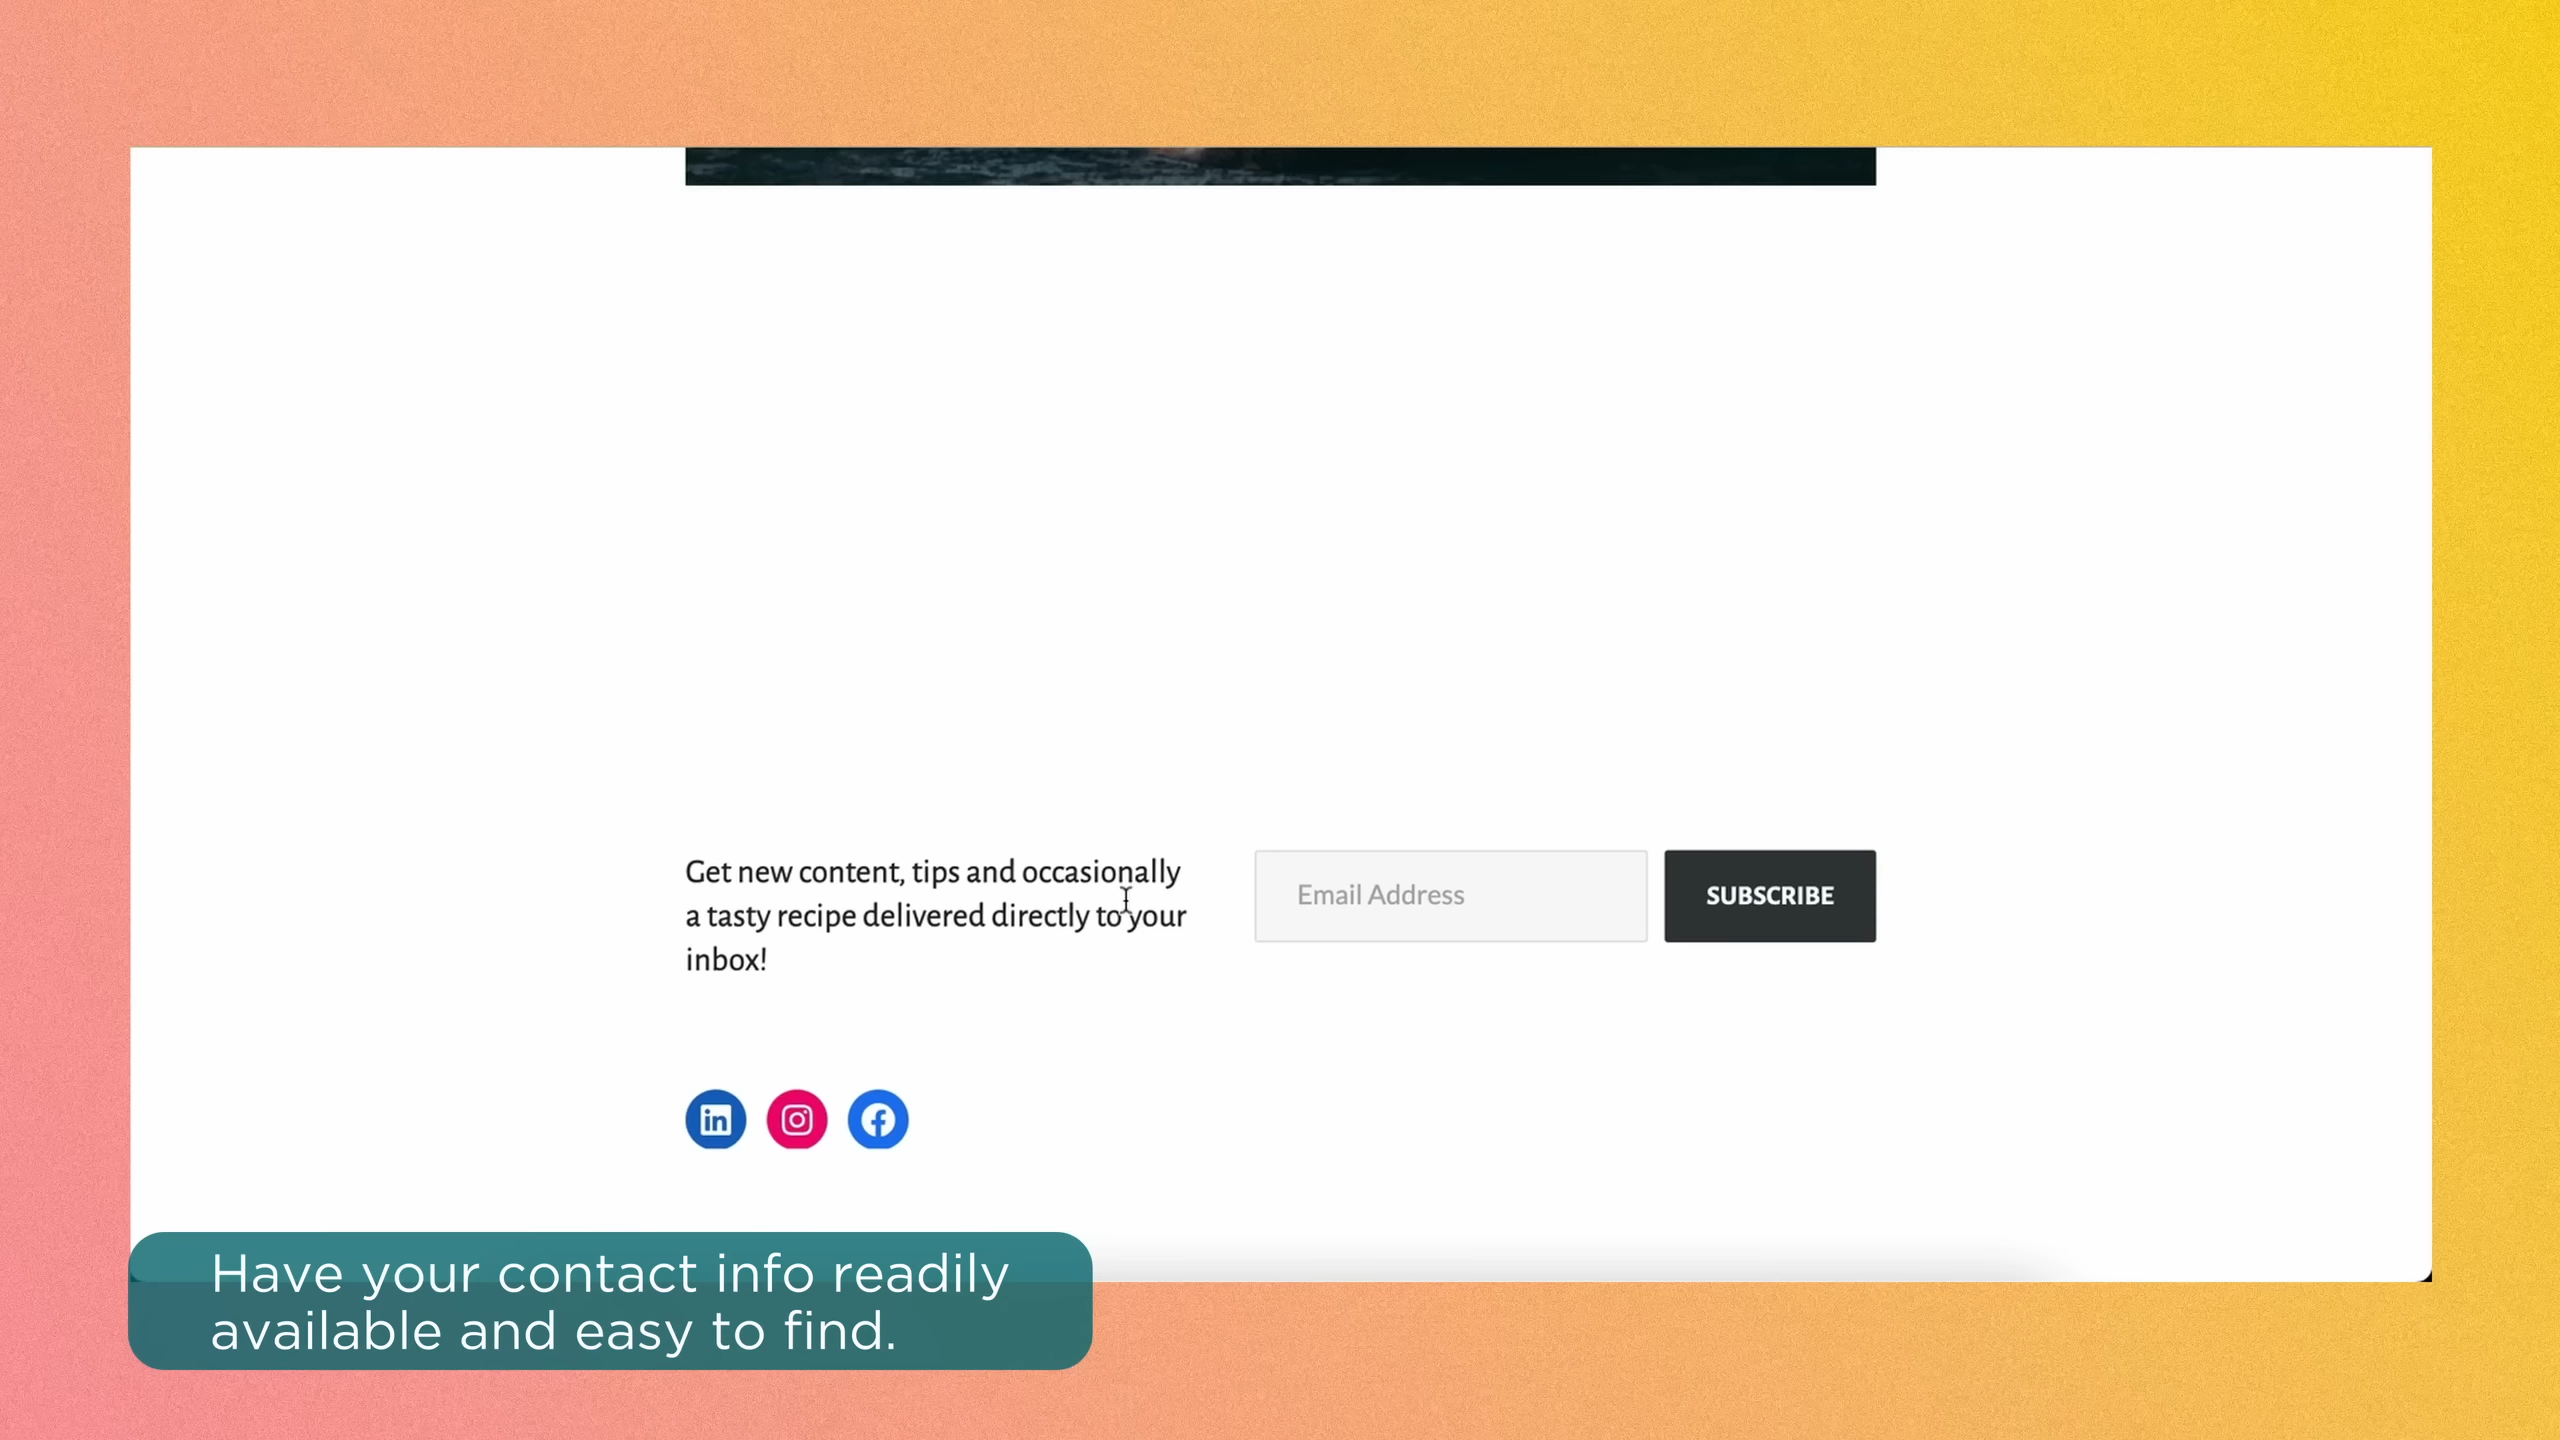 Get new content, tips and occasionally
a tasty recipe delivered directly to your
inbox!
Email Address
SUBSCRIBE
in
Have your contact info readily
available and easy to find.